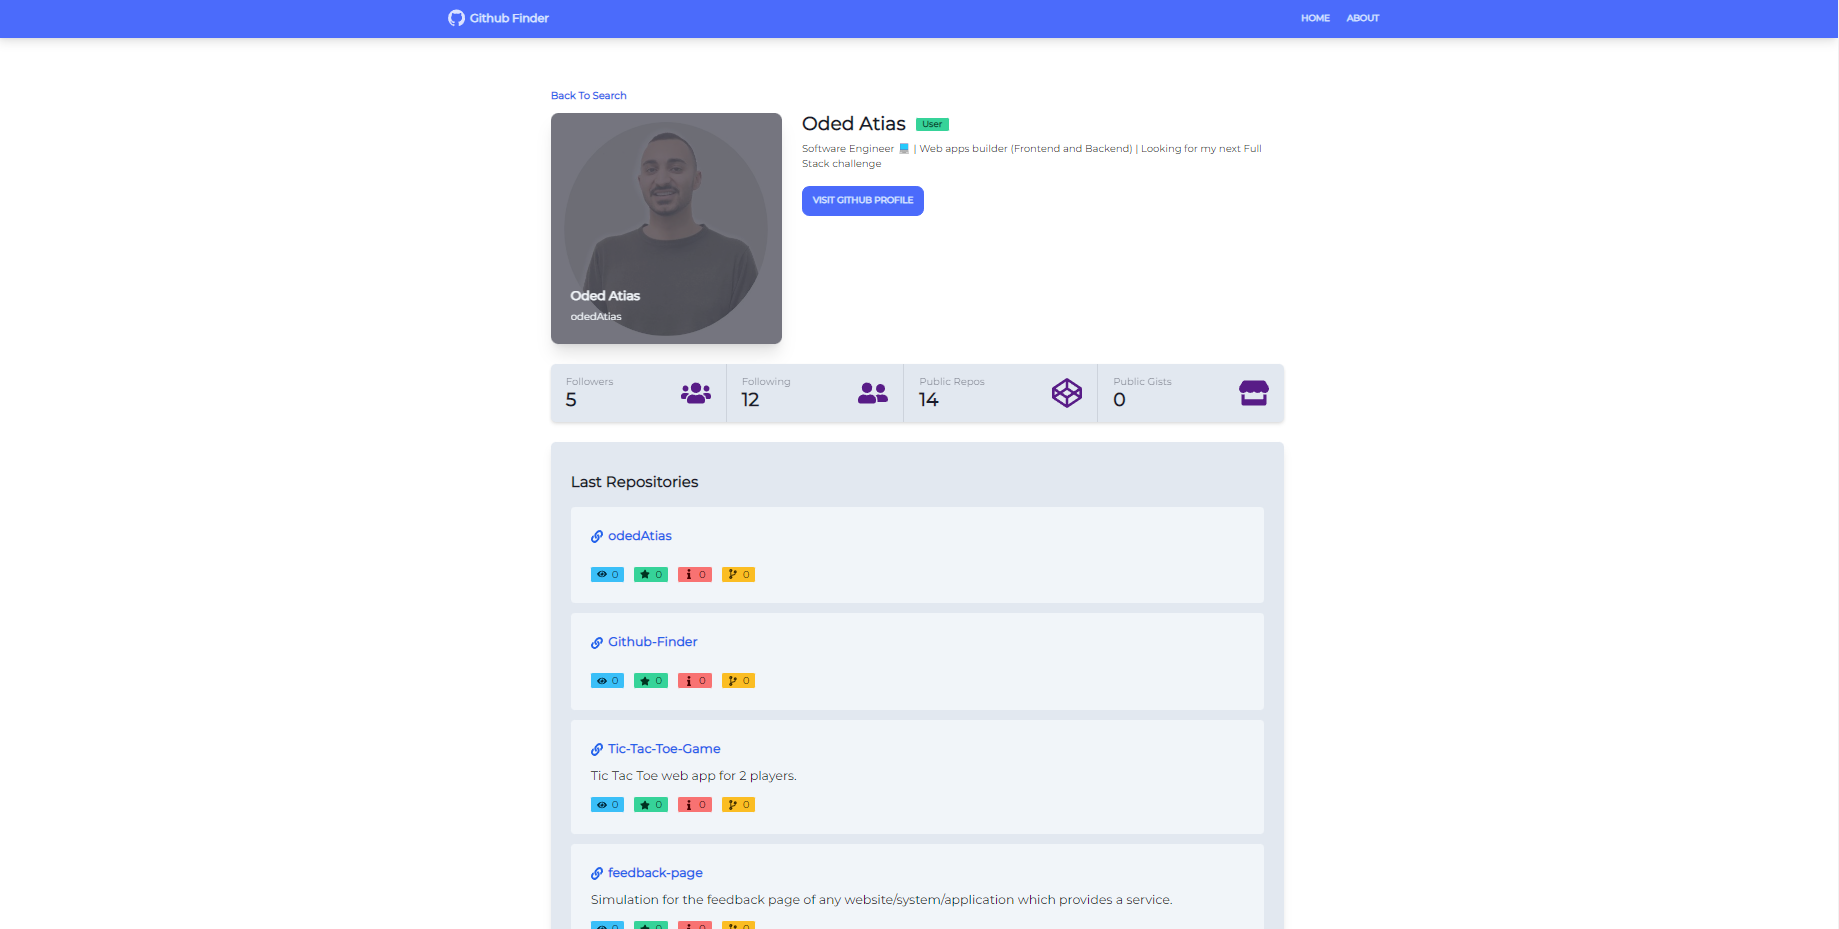 Github Finder
HOME ABOUT
Back To Search
Oded Atias User
Software Engineer 💻 | Web apps builder (Frontend and Backend) | Looking for my next Full
Stack challenge
VISIT GITHUB PROFILE
Oded Atias
odedAtias
Followers
5
Following
12
Public Repos
14
Public Gists
0
Last Repositories
odedAtias
0 0 0 0
Github-Finder
0 0 0 0
Tic-Tac-Toe-Game
Tic Tac Toe web app for 2 players.
0 0 0 0
feedback-page
Simulation for the feedback page of any website/system/application which provides a service.
0 0 0 0